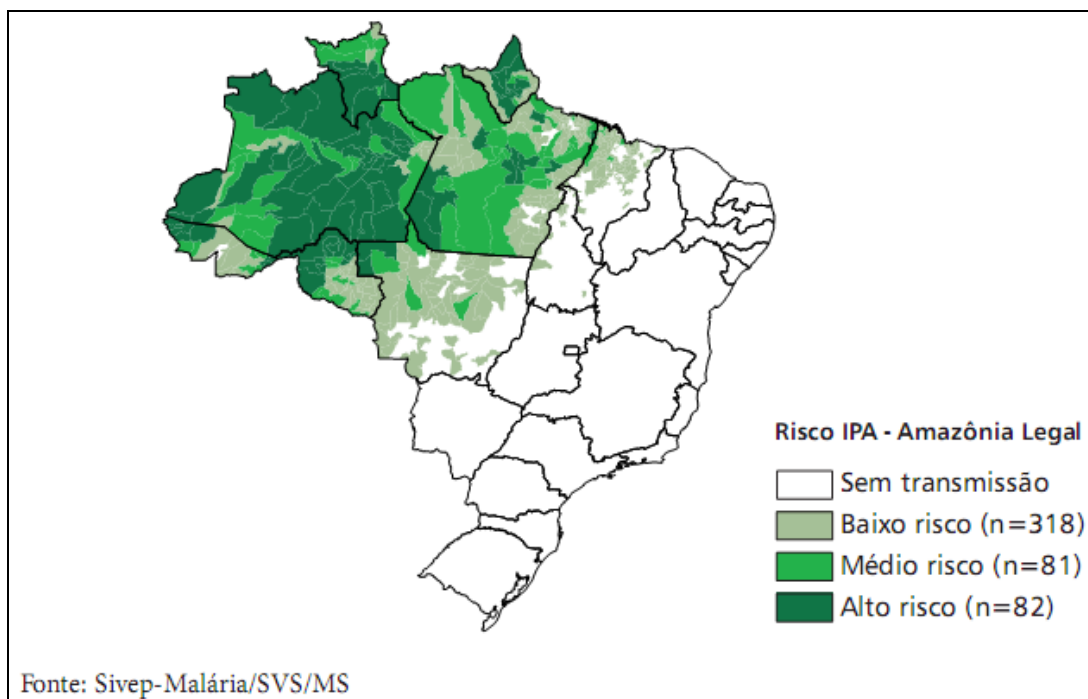 Risco IPA - Amazônia Legal
Sem transmissão
Baixo risco (n=318)
Médio risco (n=81)
Alto risco (n=82)
Fonte: Sivep-Malária/SVS/MS